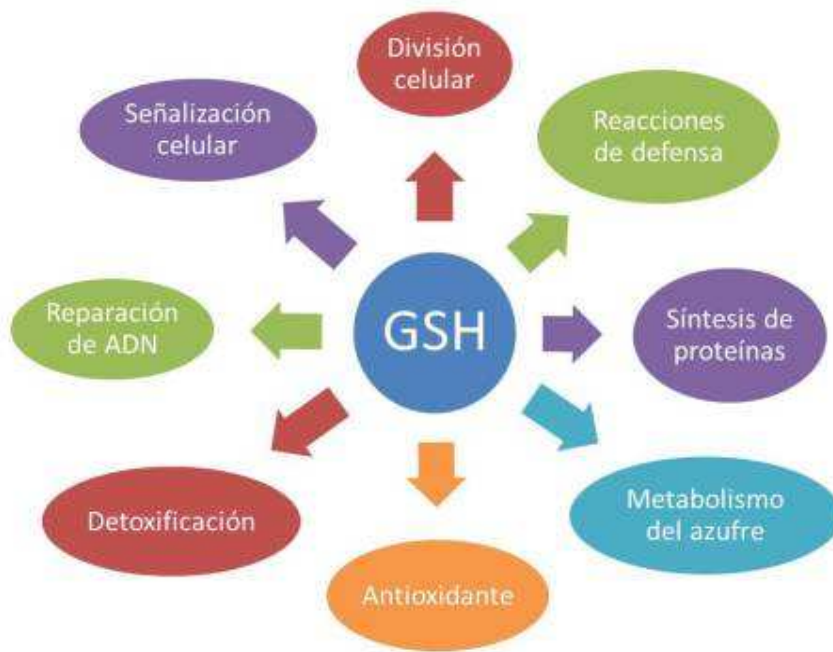 División
celular
Señalización
celular
Reacciones
de defensa
Reparación
de ADN
GSH
Síntesis de
proteínas
Detoxificación
Metabolismo
del azufre
Antioxidante